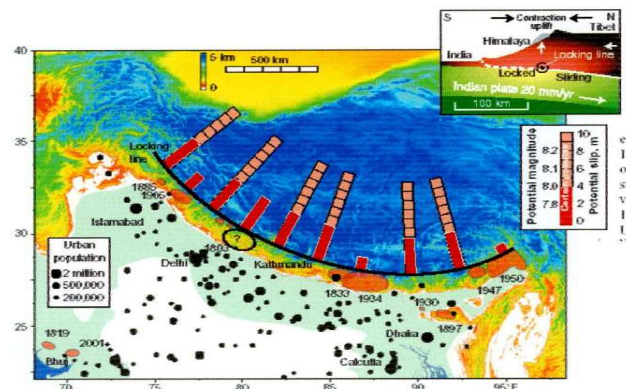 S Contraction uplift N
Himalaya Tibet
India Locking line
Locked Sliding
Indian plate 20 mm/yr
100 km
40
35
30
25
5 km
0
500 km
Potential magnitude
8.2
8.1
8.0
7.8
Potential slip, m
10
8
6
4
2
0
Locking line
1885
1905
Islamabad
Urban population
2 million
500,000
200,000
1803
?
Delhi
Kathmandu
1833
1934
1930
1947
1950
1897
Dhaka
1819
2001
Bhuj
Calcutta
70
75
80
85
90
95°E